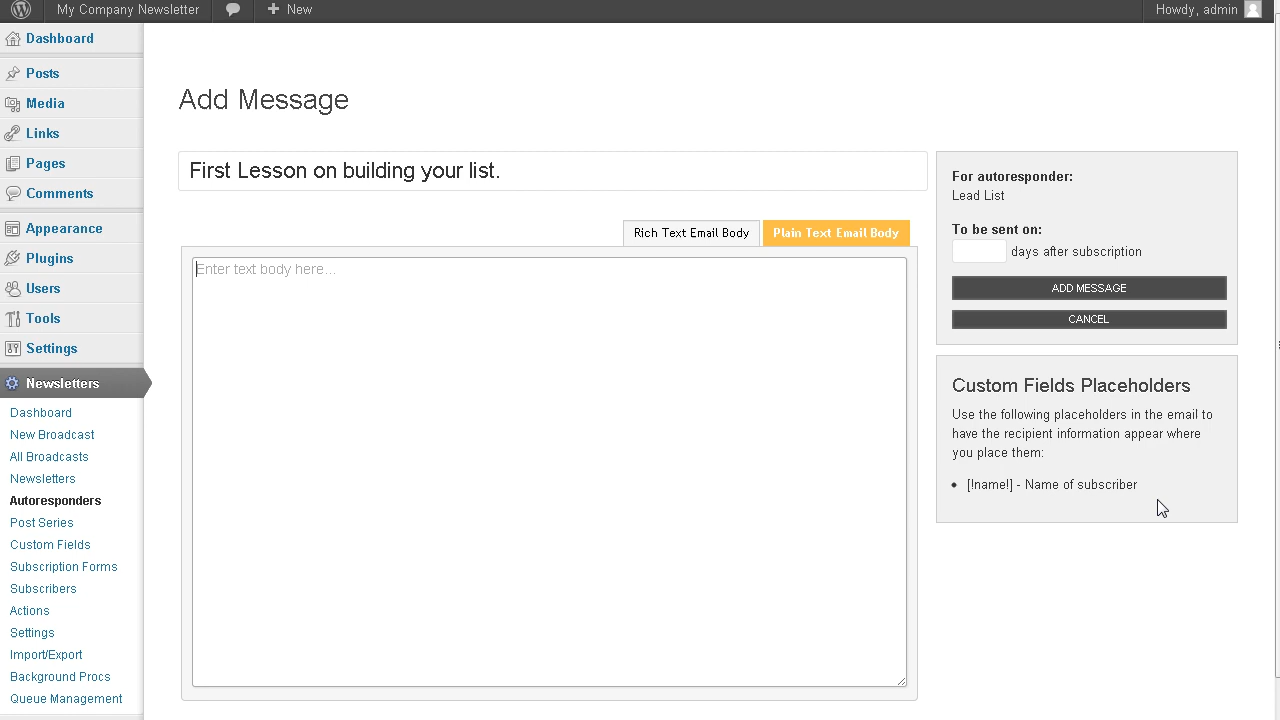 My Company Newsletter
New
Howdy, admin
Dashboard
Posts
Media
Links
Pages
Comments
Appearance
Plugins
Users
Tools
Settings
Newsletters
Dashboard
New Broadcast
All Broadcasts
Newsletters
Autoresponders
Post Series
Custom Fields
Subscription Forms
Subscribers
Actions
Settings
Import/Export
Background Procs
Queue Management
Add Message
First Lesson on building your list.
Rich Text Email Body
Plain Text Email Body
Enter text body here...
For autoresponder:
Lead List
To be sent on:
days after subscription
ADD MESSAGE
CANCEL
Custom Fields Placeholders
Use the following placeholders in the email to
have the recipient information appear where
you place them:
• [!name!] - Name of subscriber